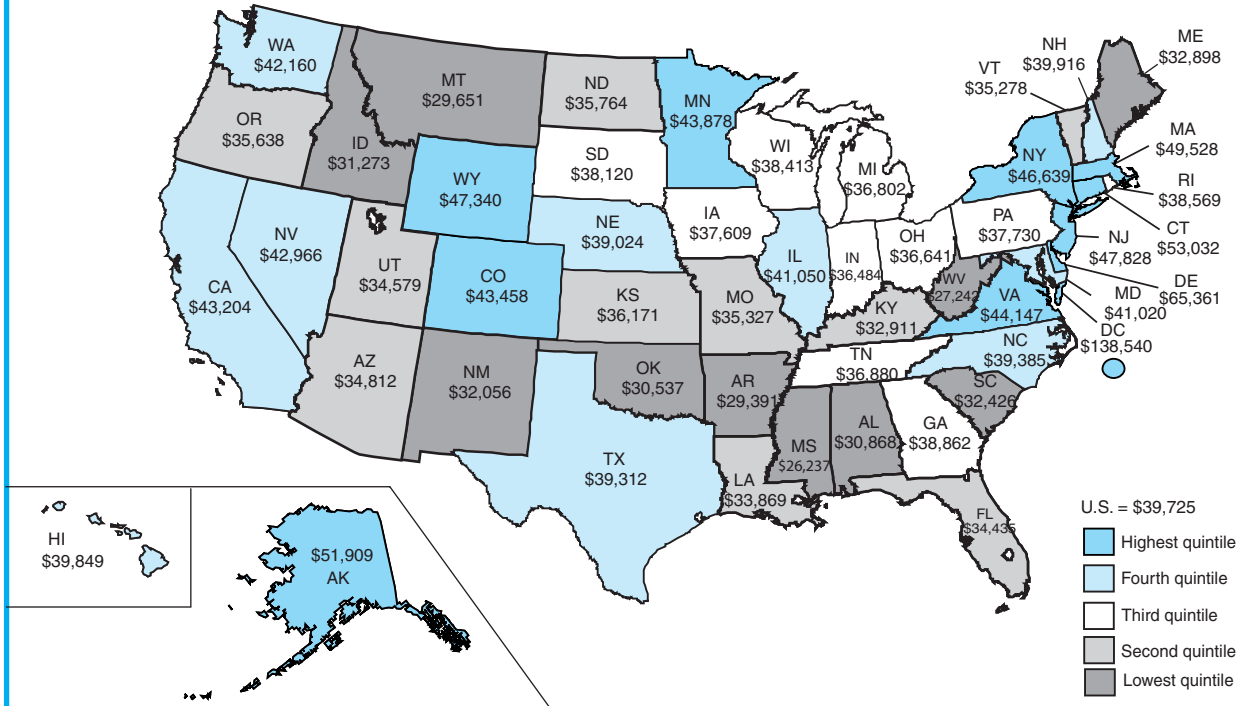 WA
$42,160
OR
$35,638
CA
$43,204
NV
$42,966
ID
$31,273
MT
$29,651
WY
$47,340
UT
$34,579
AZ
$34,812
CO
$43,458
NM
$32,056
ND
$35,764
SD
$38,120
NE
$39,024
KS
$36,171
OK
$30,537
TX
$39,312
MN
$43,878
IA
$37,609
MO
$35,327
AR
$29,391
LA
$33,869
WI
$38,413
IL
$41,050
MI
$36,802
IN
$36,484
OH
$36,641
KY
$32,911
TN
$36,880
MS
$26,237
AL
$30,868
GA
$38,862
FL
$34,435
SC
$32,426
NC
$39,385
VA
$44,147
WV
$27,242
PA
$37,730
NY
$46,639
VT
$35,278
NH
$39,916
ME
$32,898
MA
$49,528
RI
$38,569
CT
$53,032
NJ
$47,828
DE
$65,361
MD
$41,020
DC
$138,540
HI
$39,849
$51,909
AK
U.S. = $39,725
Highest quintile
Fourth quintile
Third quintile
Second quintile
Lowest quintile